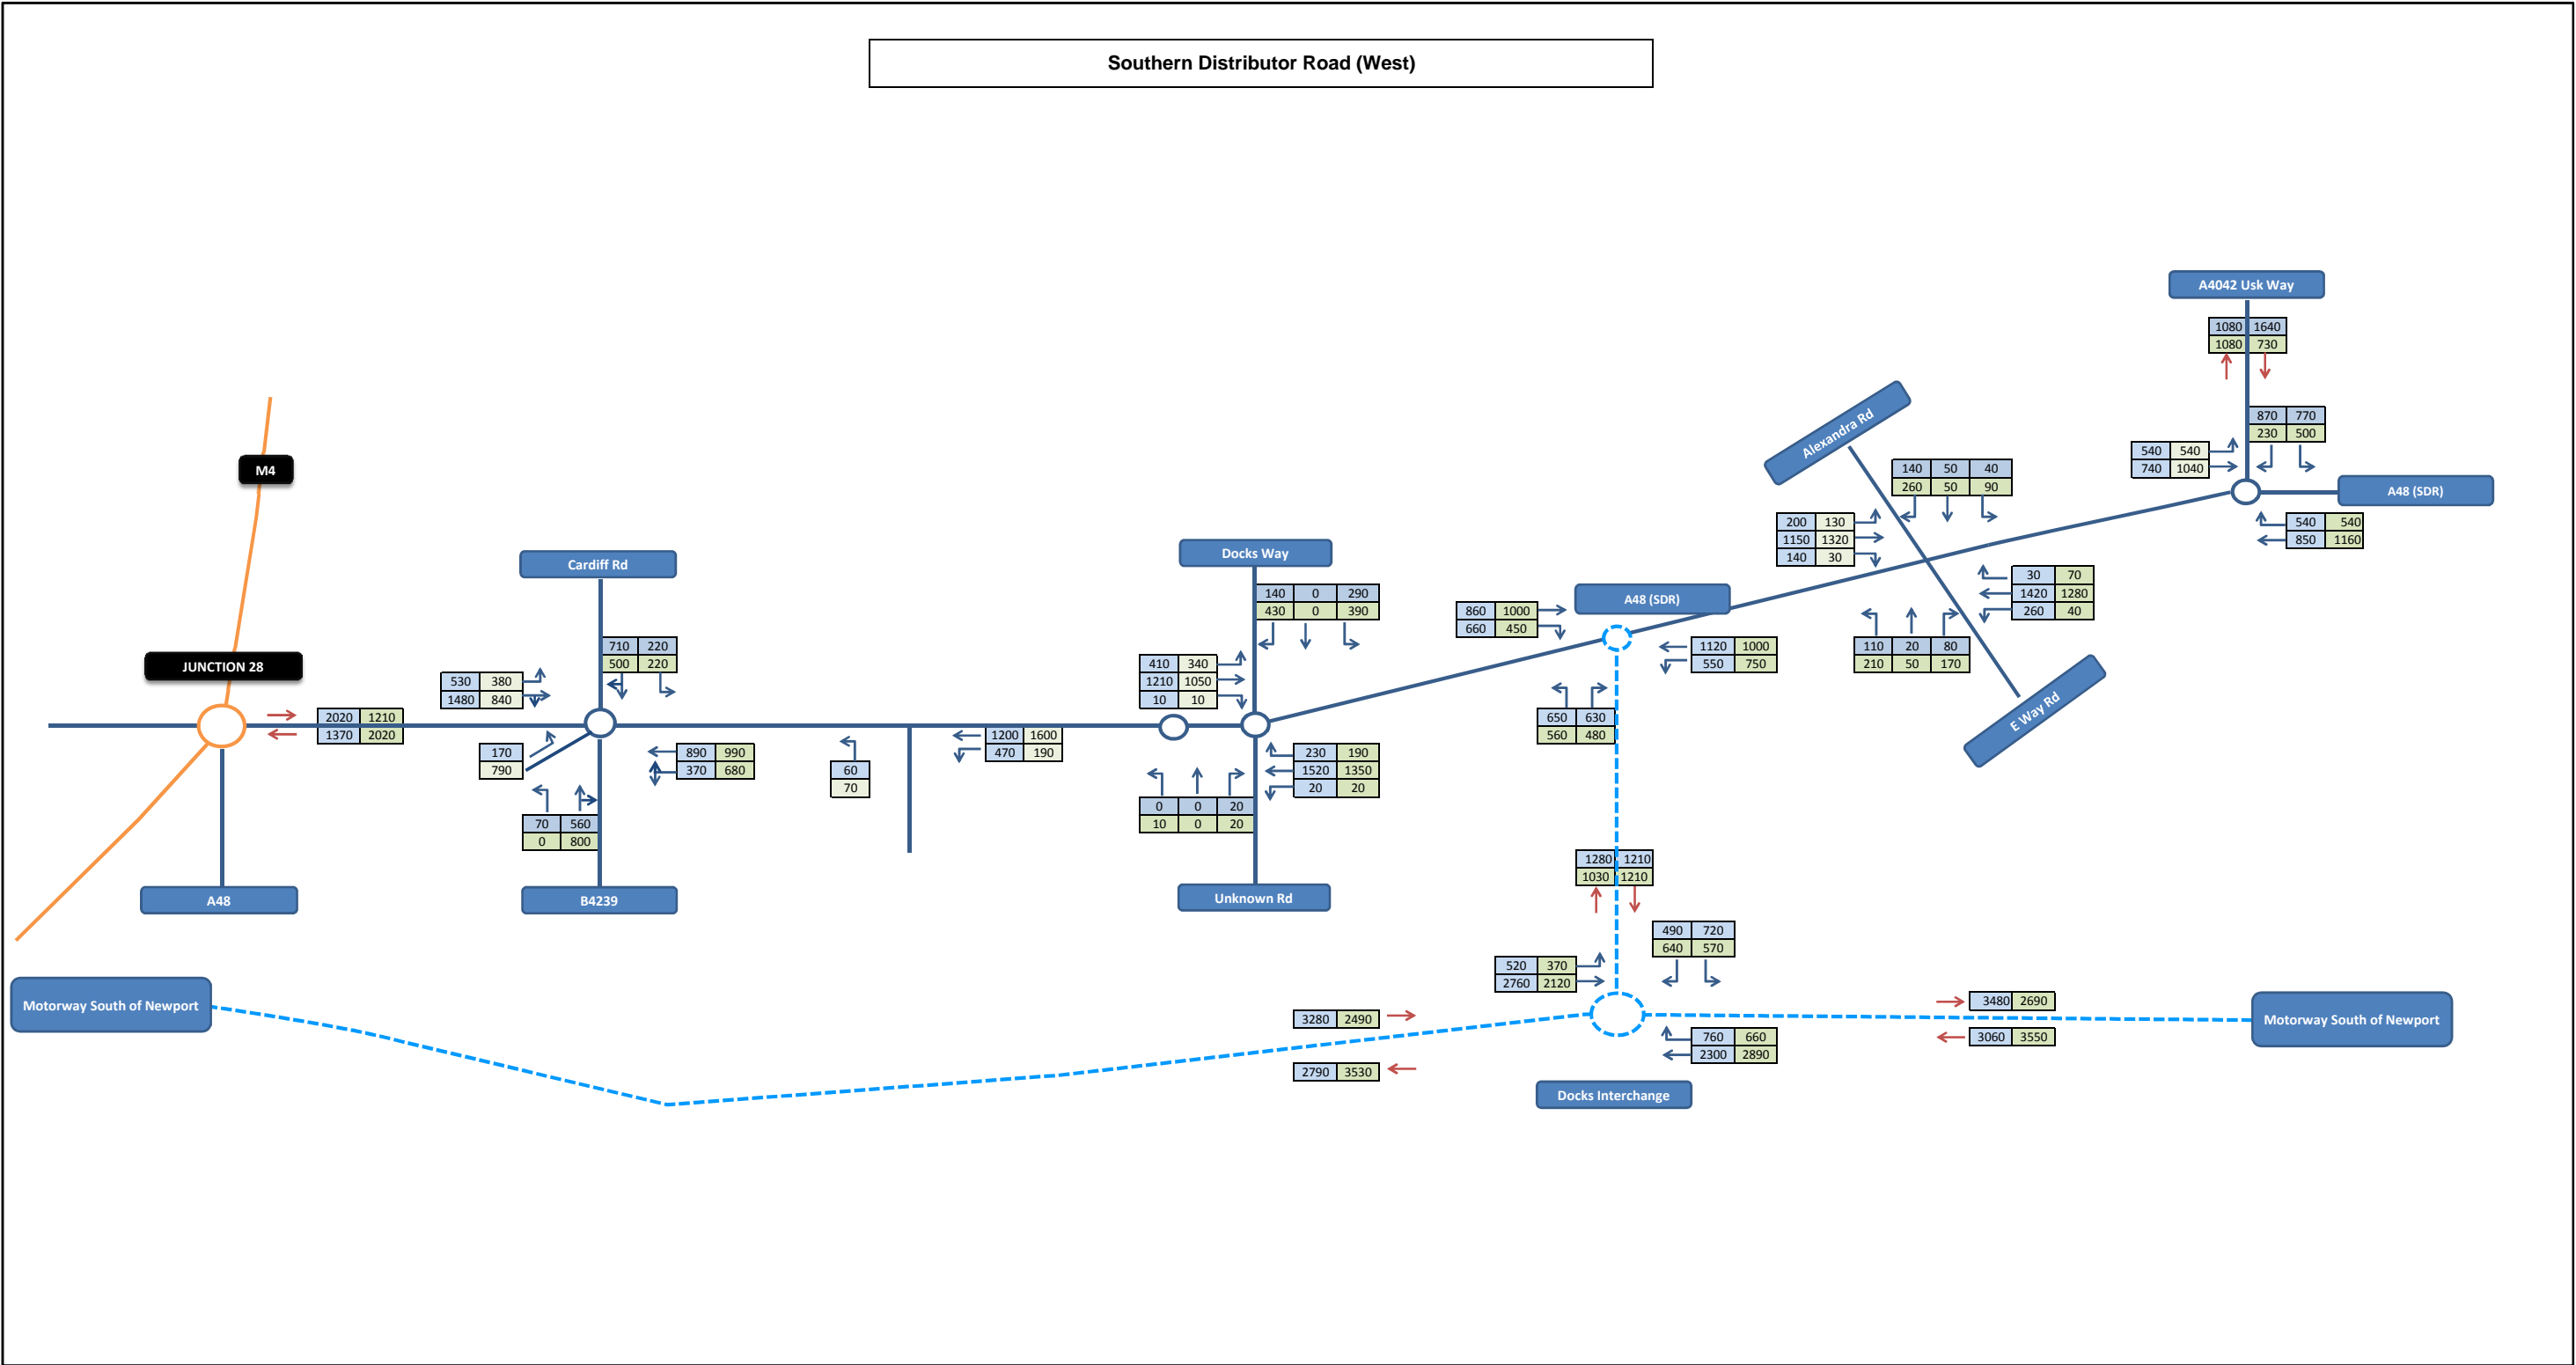 Southern Distributor Road (West)
A4042 Usk Way
1080 1640
1080 730
Alexandra Rd
870 770
230 500
540 540
740 1040
M4
140 50 40
260 50 90
A48 (SDR)
200 130
1150 1320
140 30
540 540
850 1160
Docks Way
Cardiff Rd
30 70
1420 1280
260 40
140 0 290
430 0 390
A48 (SDR)
860 1000
660 450
710 220
500 220
1120 1000
550 750
110 20 80
210 50 170
JUNCTION 28
410 340
1210 1050
10 10
530 380
1480 840
E Way Rd
2020 1210
1370 2020
650 630
560 480
1200 1600
470 190
170
790
890 990
370 680
60
70
230 190
1520 1350
20 20
0 0 20
10 0 20
70 560
0 800
1280 1210
1030 1210
A48
B4239
Unknown Rd
490 720
640 570
520 370
2760 2120
Motorway South of Newport
3480 2690
3280 2490
Motorway South of Newport
760 660
2300 2890
3060 3550
2790 3530
Docks Interchange